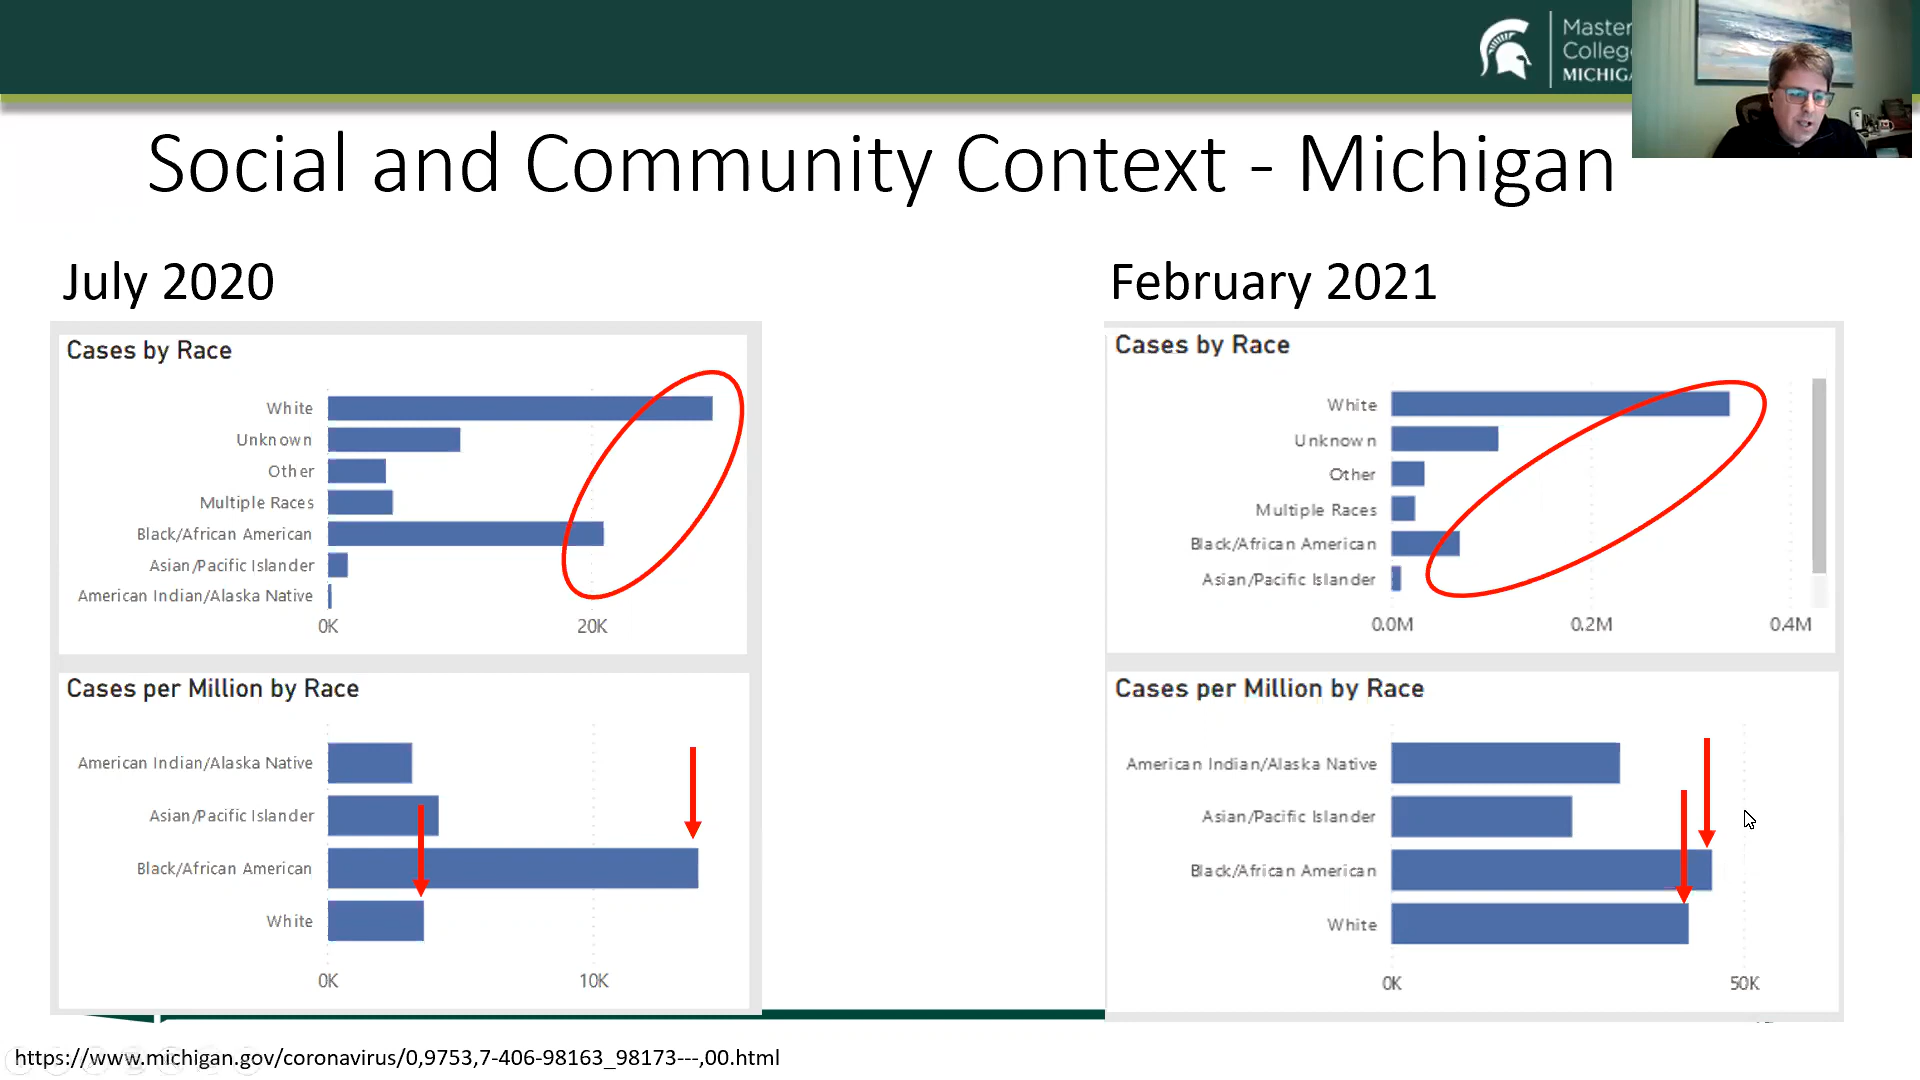 Master
Colleg
MICHIGA
Social and Community Context - Michigan
July 2020
Cases by Race
White
Unknown
Other
Multiple Races
Black/African American
Asian/Pacific Islander
American Indian/Alaska Native
0K 20K
Cases per Million by Race
American Indian/Alaska Native
Asian/Pacific Islander
Black/African American
White
0K 10K
February 2021
Cases by Race
White
Unknown
Other
Multiple Races
Black/African American
Asian/Pacific Islander
0.0M 0.2M 0.4M
Cases per Million by Race
American Indian/Alaska Native
Asian/Pacific Islander
Black/African American
White
0K 50K
https://www.michigan.gov/coronavirus/0,9753,7-406-98163_98173---,00.html